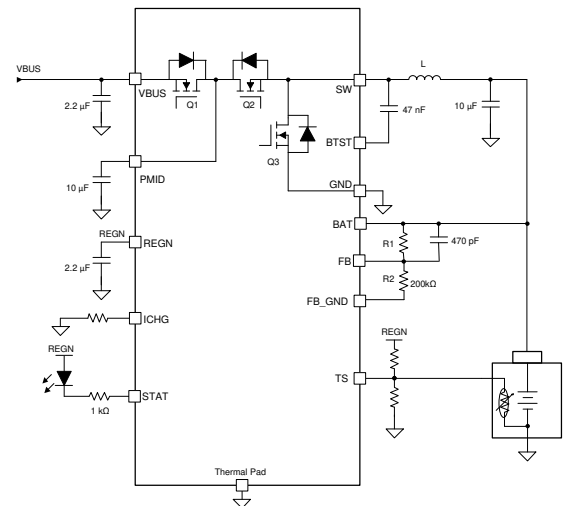 VBUS
2.2 µF
VBUS
Q1
Q2
SW
L
47 nF
10 µF
BTST
Q3
PMID
10 µF
GND
BAT
REGN
REGN
2.2 µF
R1
470 pF
FB
R2
200kΩ
FB_GND
ICHG
REGN
REGN
TS
STAT
1 kΩ
Thermal Pad